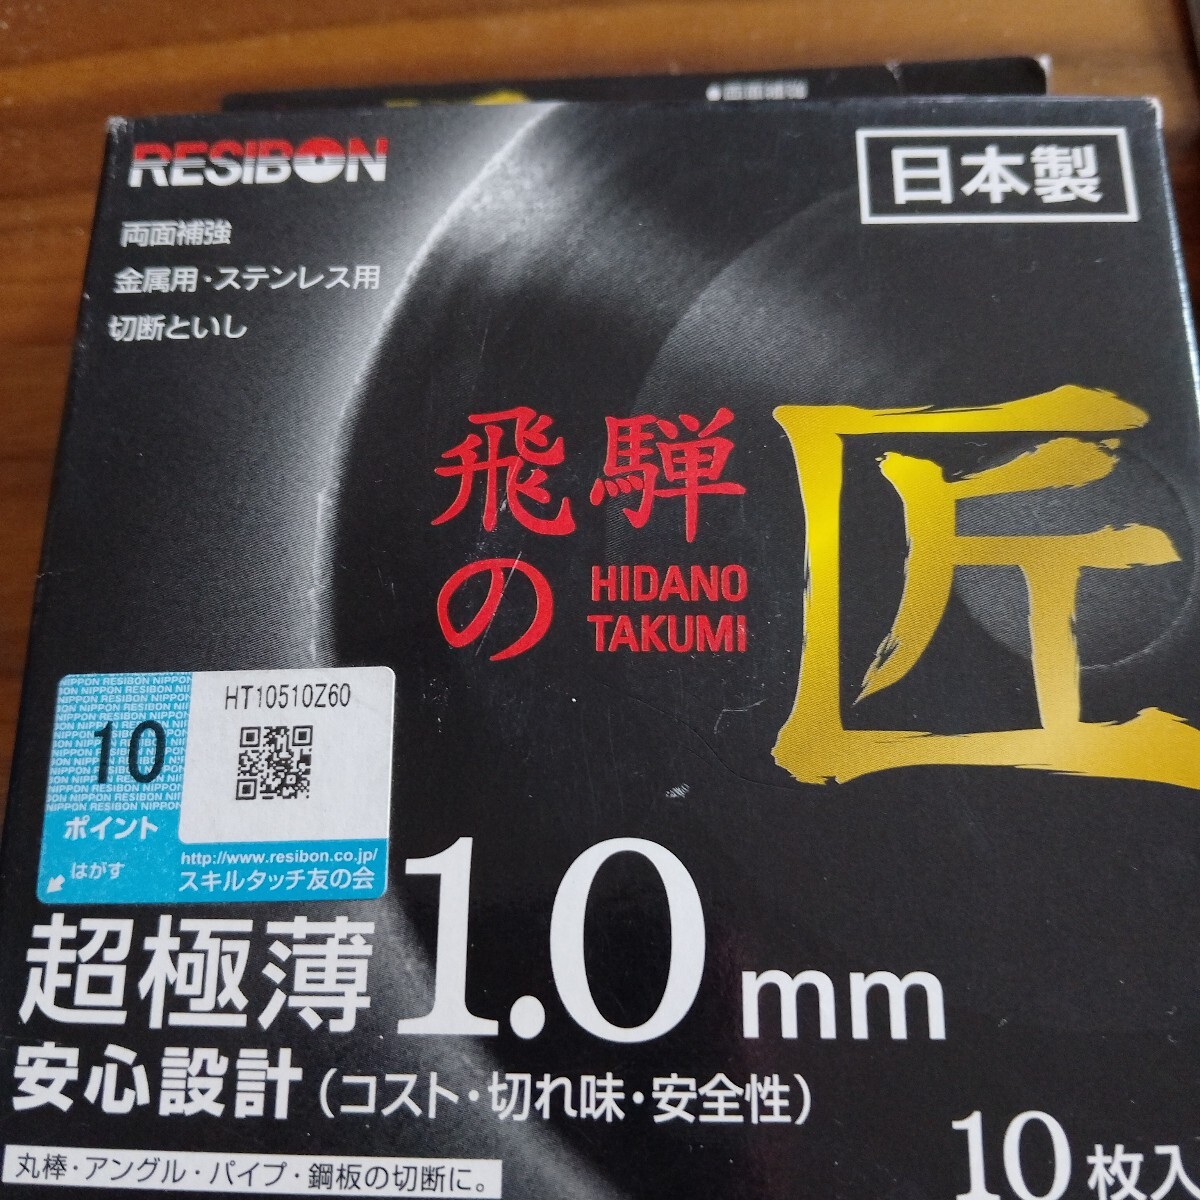 両面補強
RESIBON
日本製
両面補強
金属用・ステンレス用
切断といし
飛騨の
匠
HIDANO
TAKUMI
HT10510Z60
10
ポイント
はがす
http://www.resibon.co.jp/
スキルタッチ友の会
超極薄1.0mm
安心設計(コスト・切れ味・安全性)
丸棒・アングル・パイプ・鋼板の切断に。
10枚入